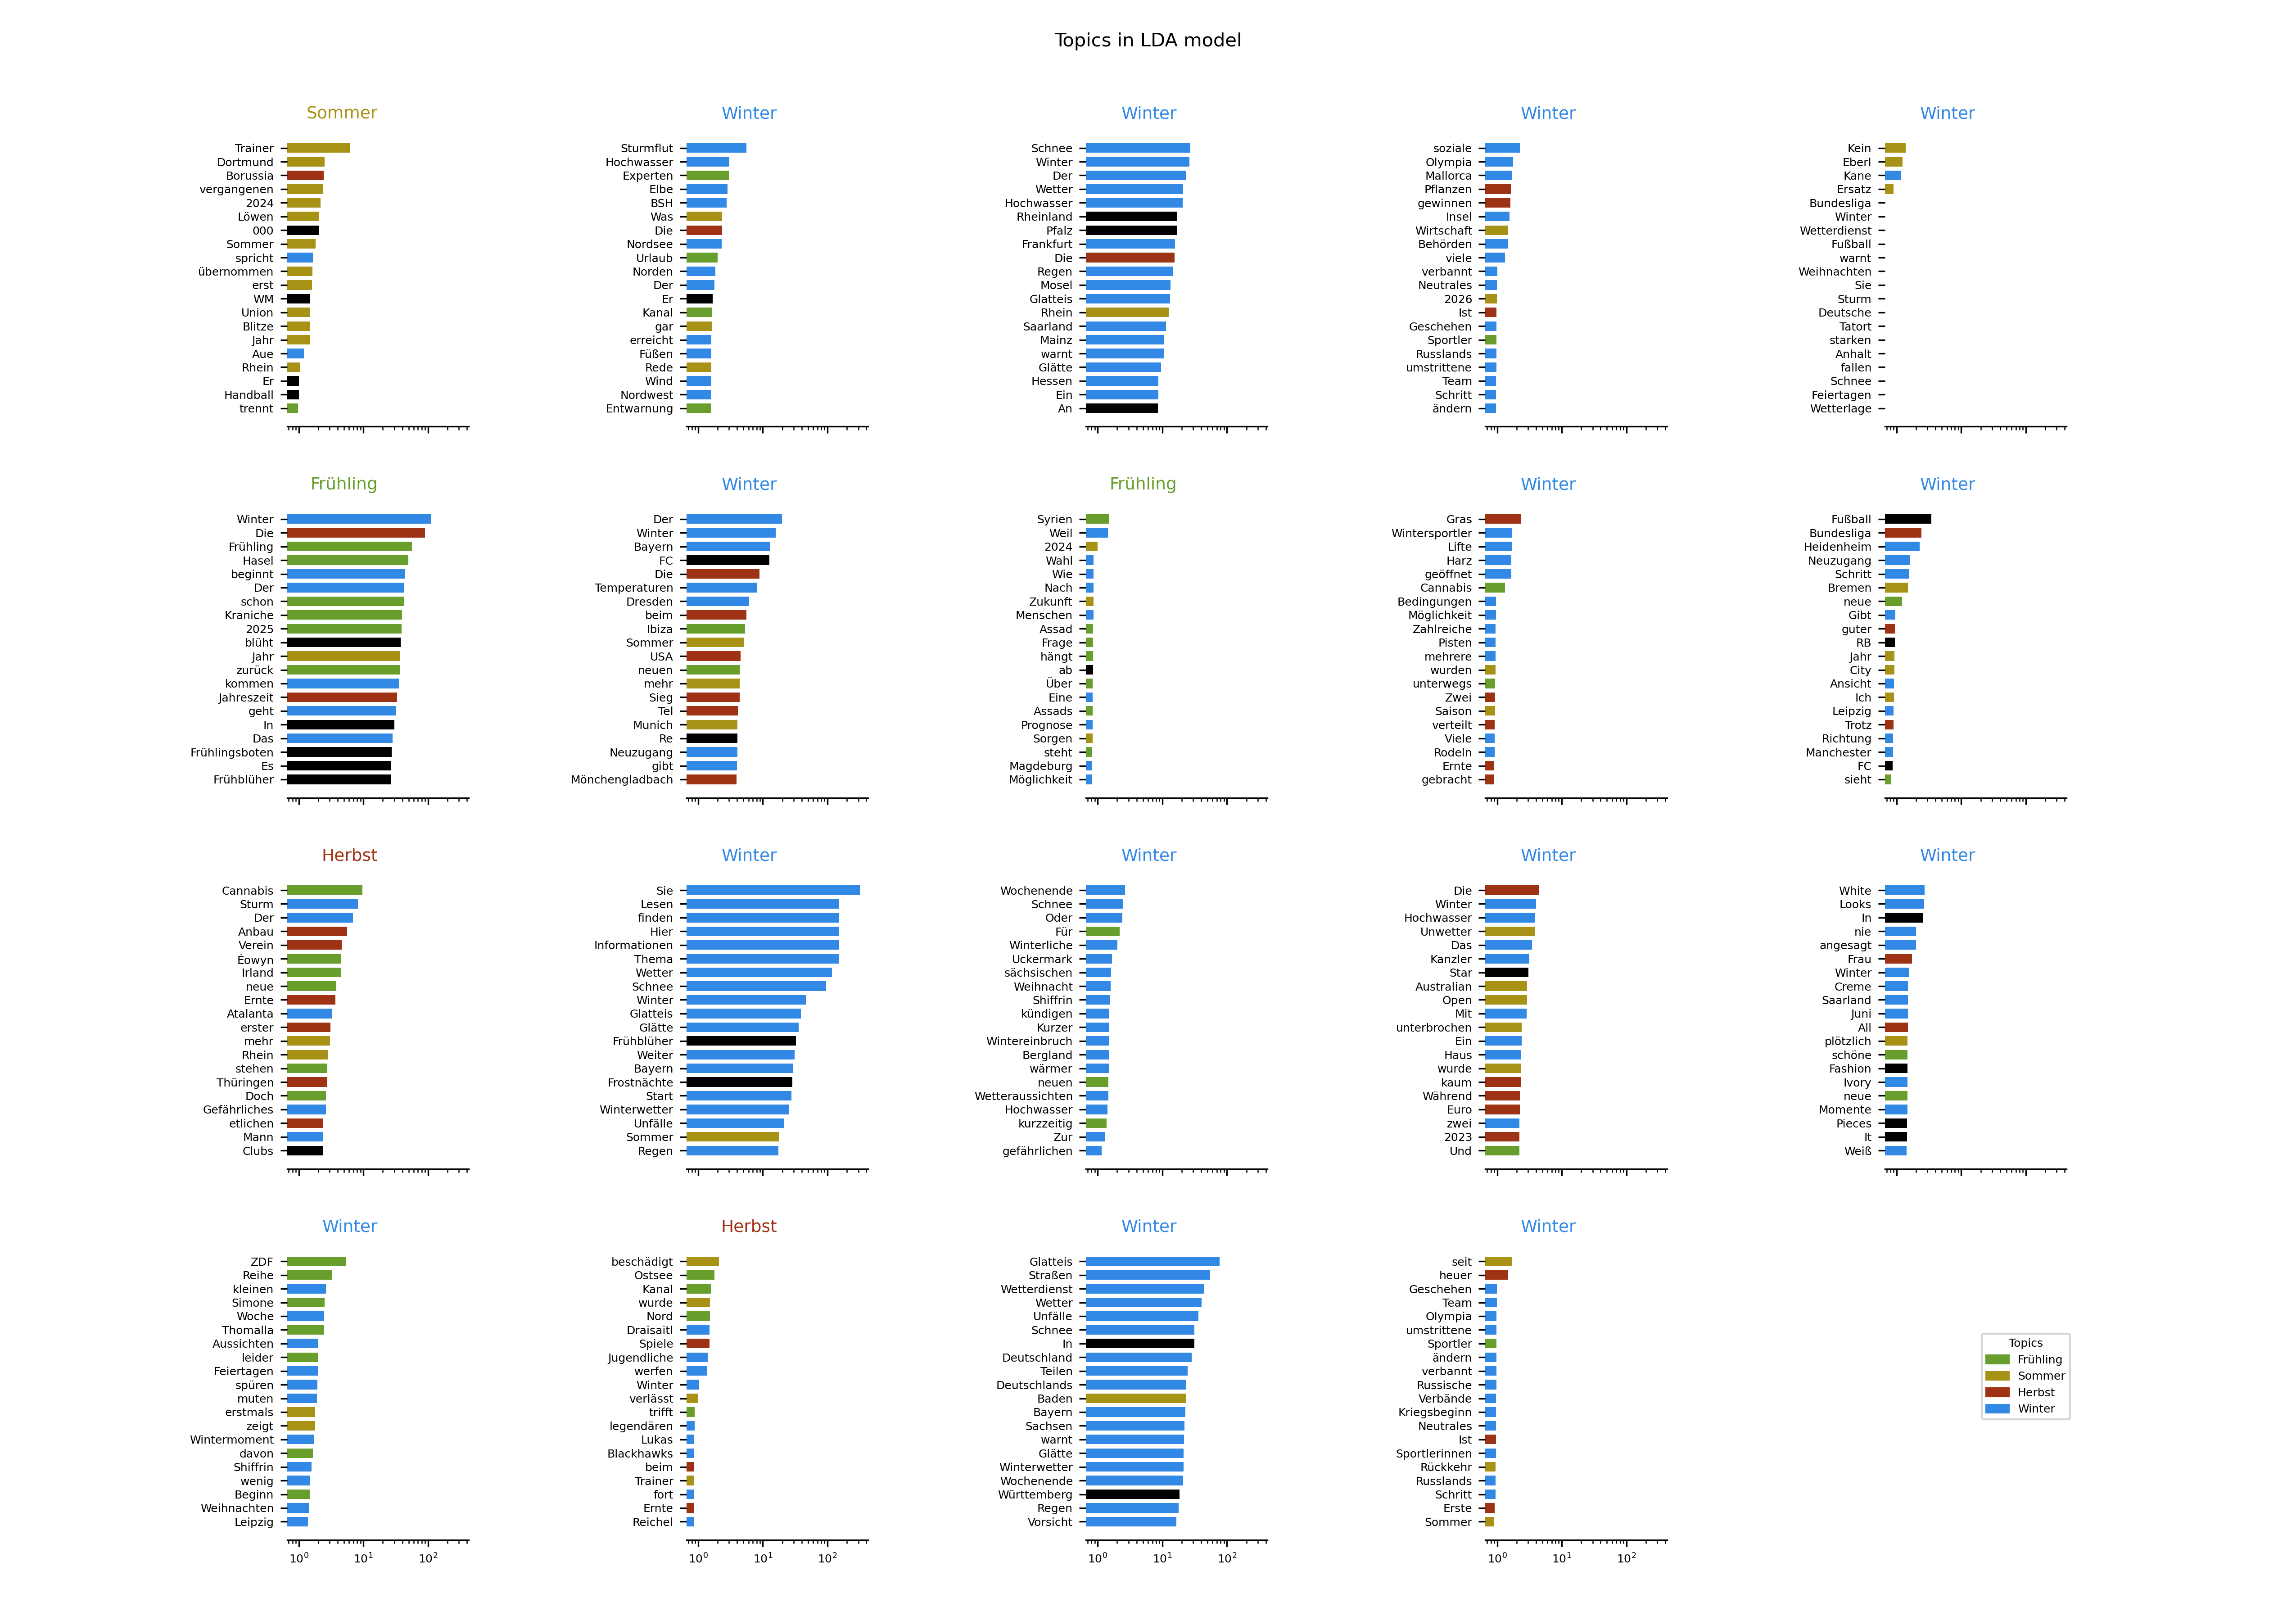 Topics in LDA model
Sommer
Trainer
Dortmund
Borussia
vergangenen
2024
Löwen
000
Sommer
spricht
übernommen
erst
WM
Union
Blitze
Jahr
Aue
Rhein
Er
Handball
trennt
Winter
Sturmflut
Hochwasser
Experten
Elbe
BSH
Was
Die
Nordsee
Urlaub
Norden
Der
Er
Kanal
gar
erreicht
Füßen
Rede
Wind
Nordwest
Entwarnung
Winter
Schnee
Winter
Der
Wetter
Hochwasser
Rheinland
Pfalz
Frankfurt
Die
Regen
Mosel
Glatteis
Rhein
Saarland
Mainz
warnt
Glätte
Hessen
Ein
An
Winter
soziale
Olympia
Mallorca
Pflanzen
gewinnen
Insel
Wirtschaft
Behörden
viele
verbannt
Neutrales
2026
Ist
Geschehen
Sportler
Russlands
umstrittene
Team
Schritt
ändern
Winter
Kein
Eberl
Kane
Ersatz
Bundesliga
Winter
Wetterdienst
Fußball
warnt
Weihnachten
Sie
Sturm
Deutsche
Tatort
starken
Anhalt
fallen
Schnee
Feiertagen
Wetterlage
Frühling
Winter
Die
Frühling
Hasel
beginnt
Der
schon
Kraniche
2025
blüht
Jahr
zurück
kommen
Jahreszeit
geht
In
Das
Frühlingsboten
Es
Frühblüher
Winter
Der
Winter
Bayern
FC
Die
Temperaturen
Dresden
beim
Ibiza
Sommer
USA
neuen
mehr
Sieg
Tel
Munich
Re
Neuzugang
gibt
Mönchengladbach
Frühling
Syrien
Weil
2024
Wahl
Wie
Nach
Zukunft
Menschen
Assad
Frage
hängt
ab
Über
Eine
Assads
Prognose
Sorgen
steht
Magdeburg
Möglichkeit
Winter
Gras
Wintersportler
Lifte
Harz
geöffnet
Cannabis
Bedingungen
Möglichkeit
Zahlreiche
Pisten
mehrere
wurden
unterwegs
Zwei
Saison
verteilt
Viele
Rodeln
Ernte
gebracht
Winter
Fußball
Bundesliga
Heidenheim
Neuzugang
Schritt
Bremen
neue
Gibt
guter
RB
Jahr
City
Ansicht
Ich
Leipzig
Trotz
Richtung
Manchester
FC
sieht
Herbst
Cannabis
Sturm
Der
Anbau
Verein
Éowyn
Irland
neue
Ernte
Atalanta
erster
mehr
Rhein
stehen
Thüringen
Doch
Gefährliches
etlichen
Mann
Clubs
Winter
Sie
Lesen
finden
Hier
Informationen
Thema
Wetter
Schnee
Winter
Glatteis
Glätte
Frühblüher
Weiter
Bayern
Frostnächte
Start
Winterwetter
Unfälle
Sommer
Regen
Winter
Wochenende
Schnee
Oder
Für
Winterliche
Uckermark
sächsischen
Weihnacht
Shiffrin
kündigen
Kurzer
Wintereinbruch
Bergland
wärmer
neuen
Wetteraussichten
Hochwasser
kurzzeitig
Zur
gefährlichen
Winter
Die
Winter
Hochwasser
Unwetter
Das
Kanzler
Star
Australian
Open
Mit
unterbrochen
Ein
Haus
wurde
kaum
Während
Euro
zwei
2023
Und
Winter
White
Looks
In
nie
angesagt
Frau
Winter
Creme
Saarland
Juni
All
plötzlich
schöne
Fashion
Ivory
neue
Momente
Pieces
It
Weiß
Winter
ZDF
Reihe
kleinen
Simone
Woche
Thomalla
Aussichten
leider
Feiertagen
spüren
muten
erstmals
zeigt
Wintermoment
davon
Shiffrin
wenig
Beginn
Weihnachten
Leipzig
10⁰ 10¹ 10²
Herbst
beschädigt
Ostsee
Kanal
wurde
Nord
Draisaitl
Spiele
Jugendliche
werfen
Winter
verlässt
trifft
legendären
Lukas
Blackhawks
beim
Trainer
fort
Ernte
Reichel
10⁰ 10¹ 10²
Winter
Glatteis
Straßen
Wetterdienst
Wetter
Unfälle
Schnee
In
Deutschland
Teilen
Deutschlands
Baden
Bayern
Sachsen
warnt
Glätte
Winterwetter
Wochenende
Württemberg
Regen
Vorsicht
10⁰ 10¹ 10²
Winter
seit
heuer
Geschehen
Team
Olympia
umstrittene
Sportler
ändern
verbannt
Russische
Verbände
Kriegsbeginn
Neutrales
Ist
Sportlerinnen
Rückkehr
Russlands
Schritt
Erste
Sommer
10⁰ 10¹ 10²
Topics
Frühling
Sommer
Herbst
Winter